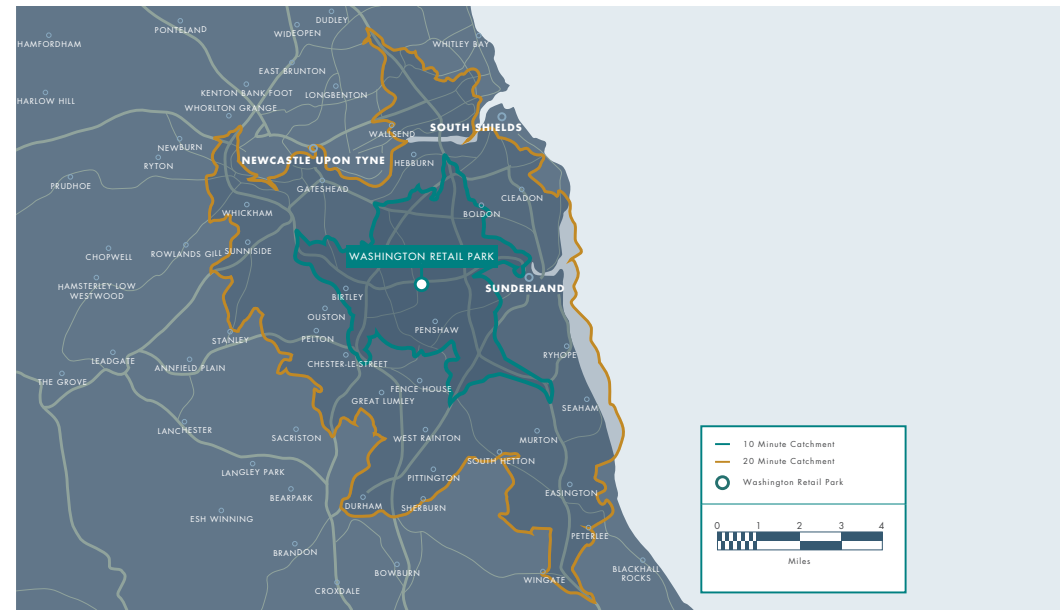 DUDLEY
PONTELAND
WIDEOPEN
HAMFORDHAM
WHITLEY BAY
EAST BRUNTON
KENTON BANK FOOT
LONGBENTON
HARLOW HILL
WHORLTON GRANGE
SOUTH SHIELDS
WALLSEND
NEWBURN
NEWCASTLE UPON TYNE
HEBBURN
RYTON
PRUDHOE
GATESHEAD
CLEADON
WHICKHAM
BOLDON
CHOPWELL
ROWLANDS GILL
SUNNISIDE
WASHINGTON RETAIL PARK
HAMSTERLEY LOW
WESTWOOD
SUNDERLAND
BIRTLEY
OUSTON
PENSHAW
STANLEY
PELTON
RYHOPE
LEADGATE
ANNFIELD PLAIN
CHESTER-LE-STREET
THE GROVE
FENCE HOUSE
GREAT LUMLEY
SEAHAM
LANCHESTER
SACRISTON
WEST RAINTON
MURTON
SOUTH HETTON
LANGLEY PARK
PITTINGTON
BEARPARK
EASINGTON
DURHAM
SHERBURN
ESH WINNING
PETERLEE
BRANDON
BOWBURN
WINGATE
BLACKHALL
ROCKS
CROXDALE
10 Minute Catchment
20 Minute Catchment
Washington Retail Park
0 1 2 3 4
Miles